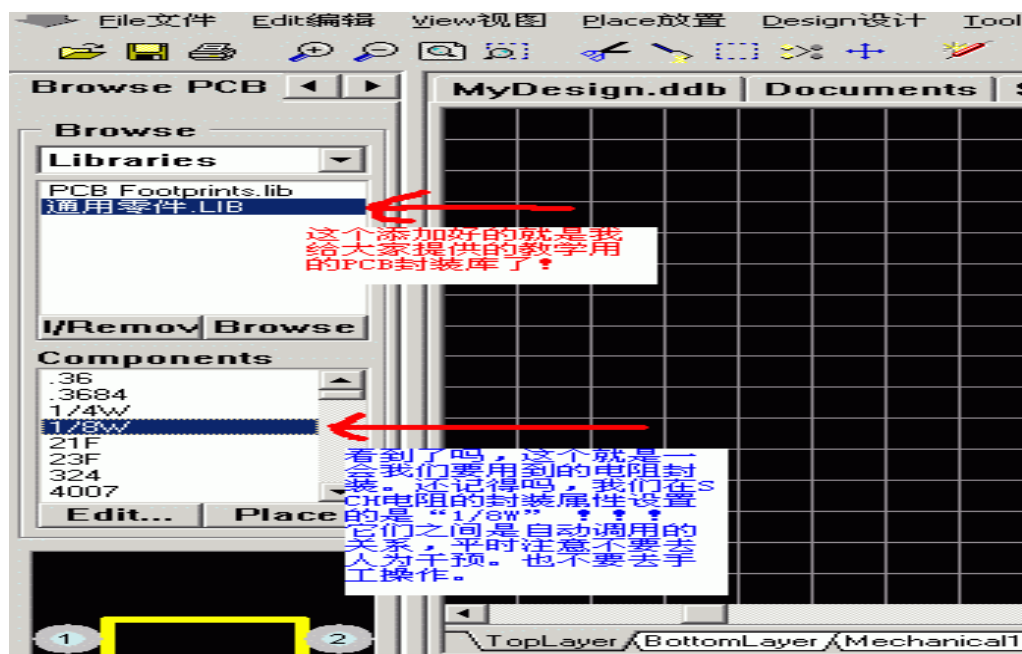 File文件 Edit编辑 View视图 Place放置 Design设计 Tool
Browse PCB
MyDesign.ddb Documents
Browse
Libraries
PCB Footprints.lib
通用零件.LIB
这个添加好的就是我
给大家提供的教学用
的PCB封装库了!
I/Remov Browse
Components
.36
.3684
1/4W
1/8W
21F
23F
324
4007
Edit... Place
看到了吗,这个就是一
会我们要用到的电阻封
装。还记得吗,我们在S
CH电阻的封装属性设置
的是“1/8W” !!!
它们之间是自动调用的
关系,平时注意不要去
人为干预。也不要去手
工操作。
1 2
TopLayer BottomLayer Mechanical1